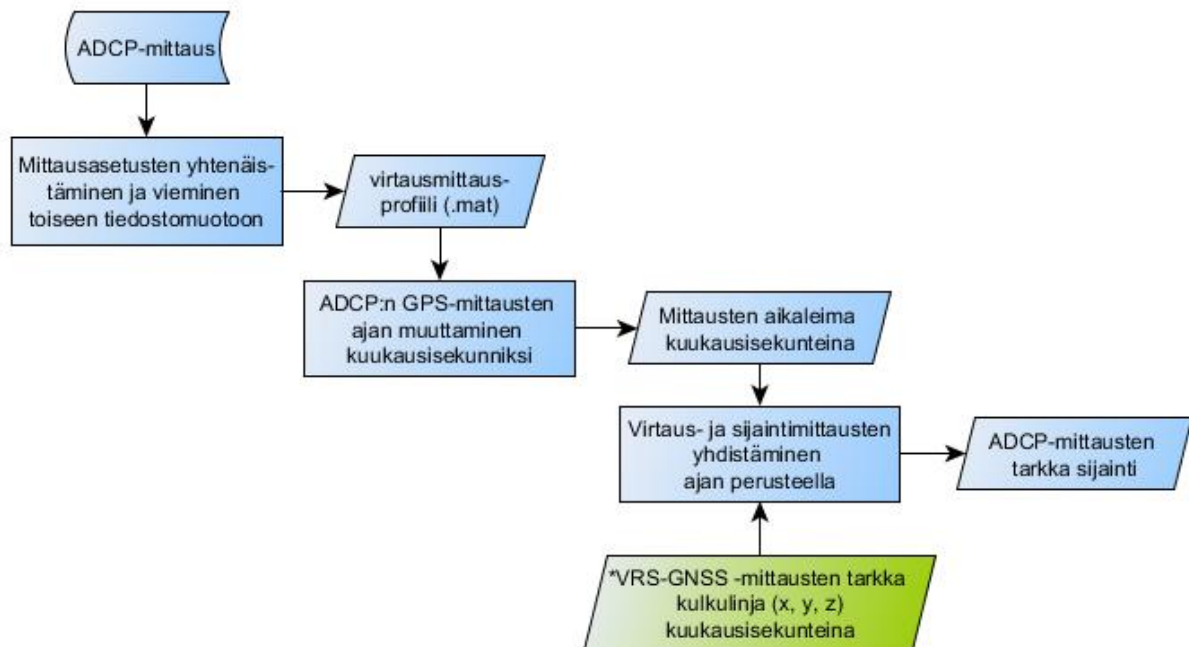 ADCP-mittaus
Mittausasetusten yhtenäis-
täminen ja vieminen
toiseen tiedostomuotoon
virtausmittaus-
profiili (.mat)
ADCP:n GPS-mittausten
ajan muuttaminen
kuukausisekunniksi
Mittausten aikaleima
kuukausisekunteina
Virtaus- ja sijaintimittausten
yhdistäminen
ajan perusteella
ADCP-mittausten
tarkka sijainti
*VRS-GNSS -mittausten tarkka
kulkulinja (x, y, z)
kuukausisekunteina